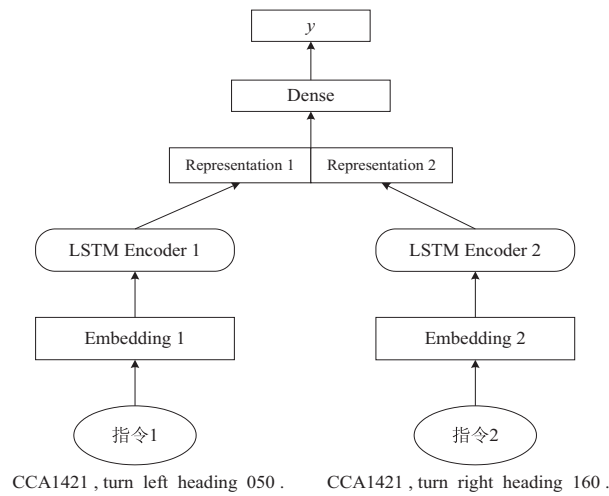 y
Dense
Representation 1 Representation 2
LSTM Encoder 1 LSTM Encoder 2
Embedding 1 Embedding 2
指令1 指令2
CCA1421 , turn left heading 050 . CCA1421 , turn right heading 160 .